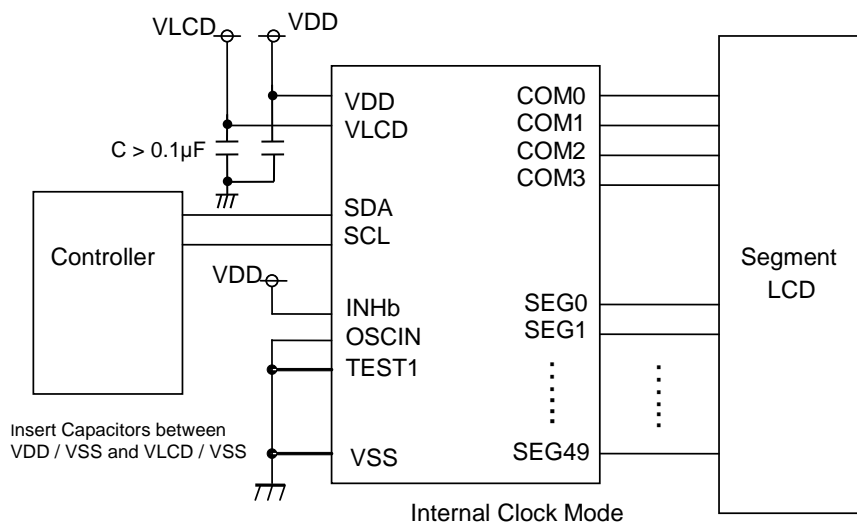 VLCD
VDD
VDD
VLCD
C > 0.1µF
COM0
COM1
COM2
COM3
SDA
SCL
Controller
VDD
INHb
OSCIN
TEST1
VSS
SEG0
SEG1
SEG49
Segment
LCD
Insert Capacitors between
VDD / VSS and VLCD / VSS
Internal Clock Mode